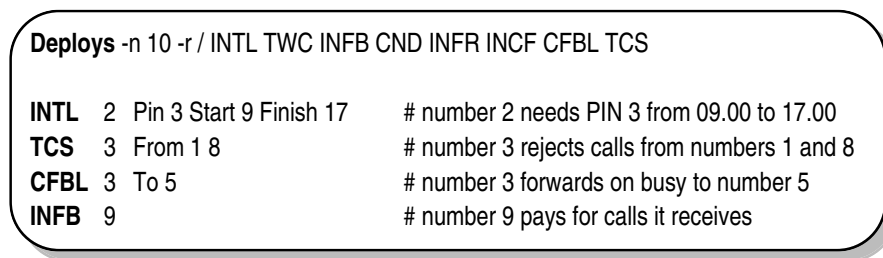 Deploys -n 10 -r / INTL TWC INFB CND INFR INCF CFBL TCS
INTL 2 Pin 3 Start 9 Finish 17 # number 2 needs PIN 3 from 09.00 to 17.00
TCS 3 From 1 8 # number 3 rejects calls from numbers 1 and 8
CFBL 3 To 5 # number 3 forwards on busy to number 5
INFB 9 # number 9 pays for calls it receives